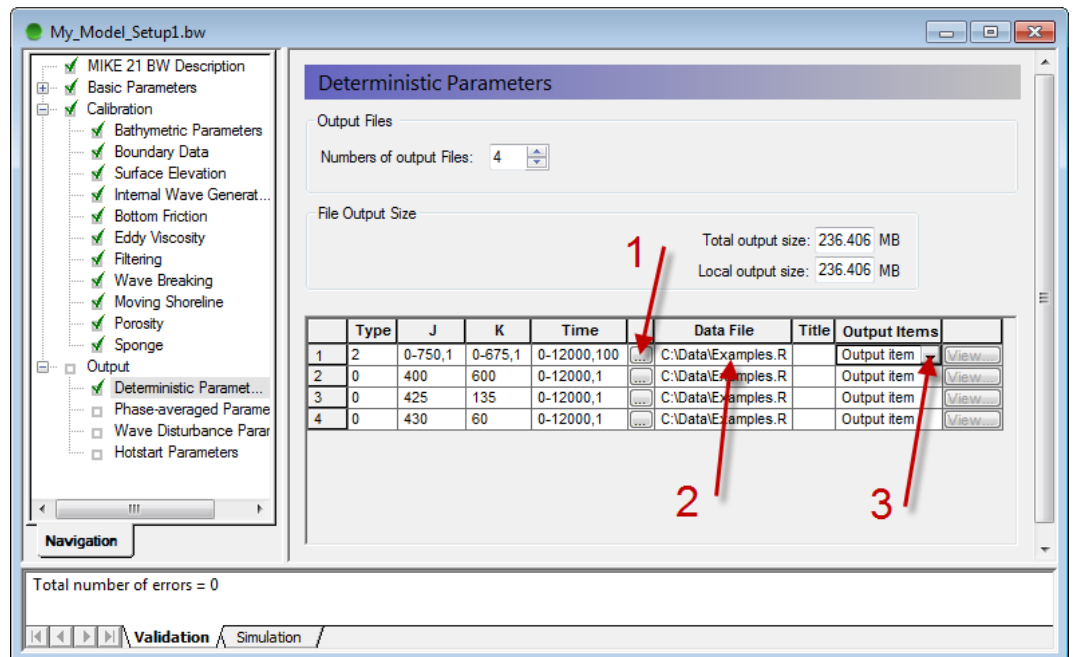 My_Model_Setup1.bw
MIKE 21 BW Description
Basic Parameters
Calibration
Bathymetric Parameters
Boundary Data
Surface Elevation
Internal Wave Generat...
Bottom Friction
Eddy Viscosity
Filtering
Wave Breaking
Moving Shoreline
Porosity
Sponge
Output
Deterministic Paramet...
Phase-averaged Parame
Wave Disturbance Parar
Hotstart Parameters
Navigation
Deterministic Parameters
Output Files
Numbers of output Files: 4
File Output Size
Total output size: 236.406 MB
Local output size: 236.406 MB
1
Type J K Time Data File Title Output Items
1 2 0-750,1 0-675,1 0-12000,100 ... C:\Data\Examples.R Output item View....
2 0 400 600 0-12000,1 ... C:\Data\Examples.R Output item View....
3 0 425 135 0-12000,1 ... C:\Data\Examples.R Output item View....
4 0 430 60 0-12000,1 ... C:\Data\Examples.R Output item View....
2 3
Total number of errors = 0
Validation Simulation